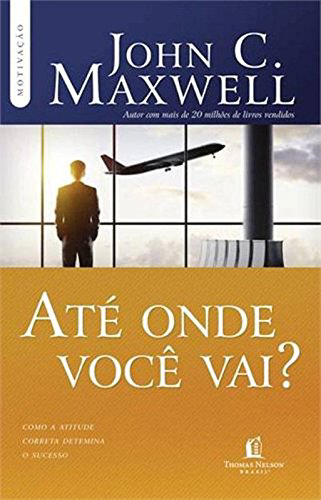 MOTIVAÇÃO
JOHN C.
MAXWELL
Autor com mais de 20 milhões de livros vendidos
ATÉ ONDE
VOCÊ VAI?
COMO A ATITUDE
CORRETA DETEMINA
O SUCESSO
THOMAS NELSON
BRASIL